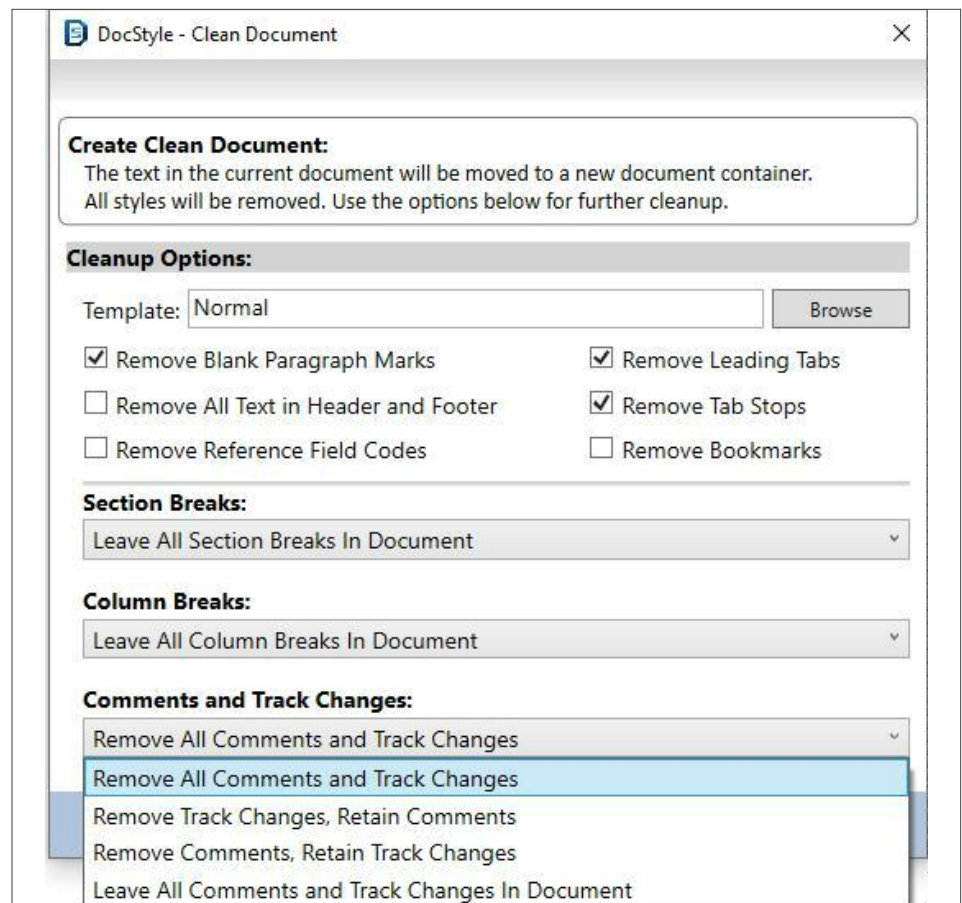 DocStyle - Clean Document
Create Clean Document:
The text in the current document will be moved to a new document container.
All styles will be removed. Use the options below for further cleanup.
Cleanup Options:
Template: Normal Browse
Remove Blank Paragraph Marks Remove Leading Tabs
Remove All Text in Header and Footer Remove Tab Stops
Remove Reference Field Codes Remove Bookmarks
Section Breaks:
Leave All Section Breaks In Document
Column Breaks:
Leave All Column Breaks In Document
Comments and Track Changes:
Remove All Comments and Track Changes
Remove All Comments and Track Changes
Remove Track Changes, Retain Comments
Remove Comments, Retain Track Changes
Leave All Comments and Track Changes In Document